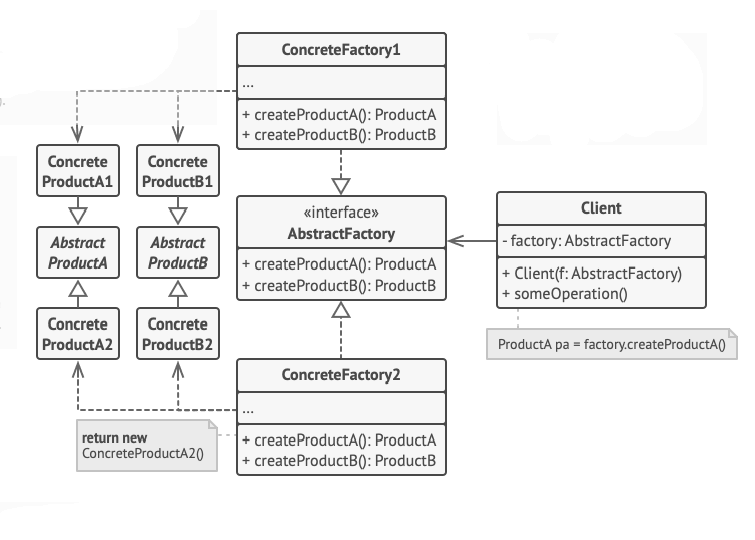 ConcreteFactory1
...
+ createProductA(): ProductA
+ createProductB(): ProductB
Concrete
ProductA1
Concrete
ProductB1
Abstract
ProductA
Abstract
ProductB
Concrete
ProductA2
Concrete
ProductB2
«interface»
AbstractFactory
+ createProductA(): ProductA
+ createProductB(): ProductB
Client
- factory: AbstractFactory
+ Client(f: AbstractFactory)
+ someOperation()
ProductA pa = factory.createProductA()
ConcreteFactory2
...
+ createProductA(): ProductA
+ createProductB(): ProductB
return new
ConcreteProductA2()